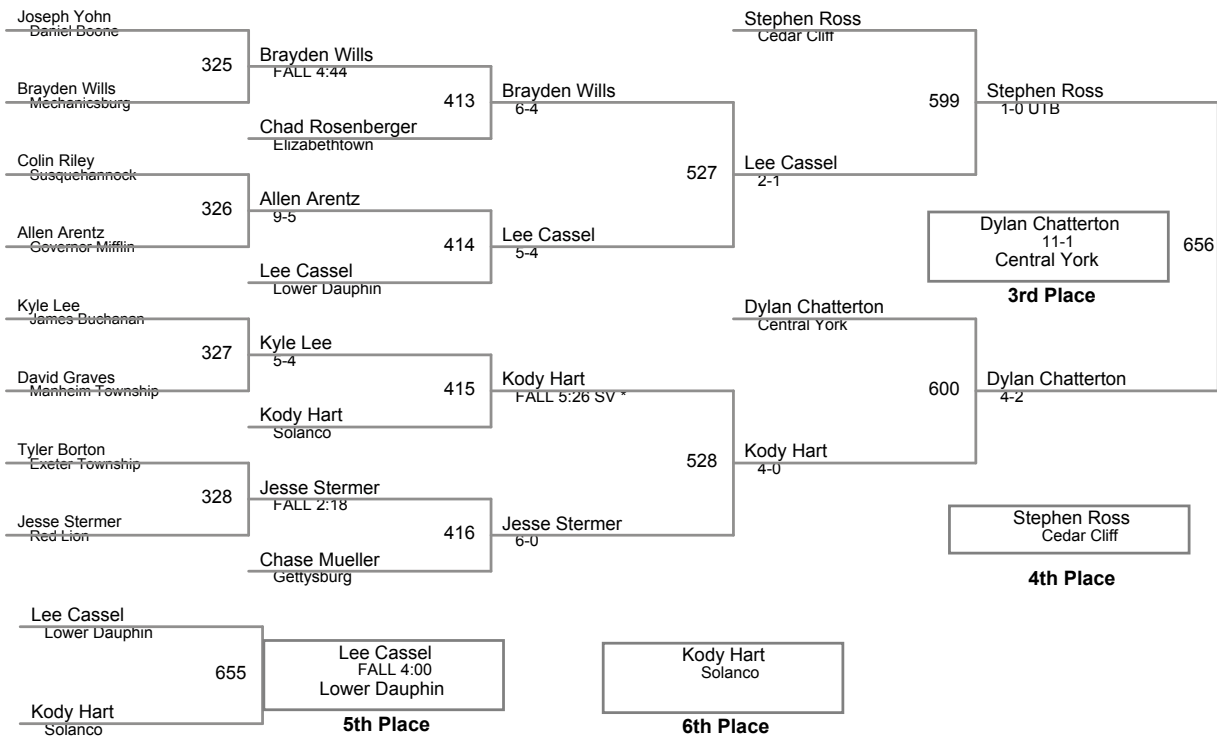 Joseph Yohn
Daniel Boone
325
Brayden Wills
Mechanicsburg
Brayden Wills
FALL 4:44
413
Chad Rosenberger
Elizabethtown
Brayden Wills
6-4
Colin Riley
Susquehannock
326
Allen Arentz
Governor Mifflin
Allen Arentz
9-5
414
Lee Cassel
Lower Dauphin
Lee Cassel
5-4
527
Kyle Lee
James Buchanan
327
David Graves
Manheim Township
Kyle Lee
5-4
415
Kody Hart
Solanco
Kody Hart
FALL 5:26 SV *
Tyler Borton
Exeter Township
328
Jesse Stermer
Red Lion
Jesse Stermer
FALL 2:18
416
Chase Mueller
Gettysburg
Jesse Stermer
6-0
528
Stephen Ross
Cedar Cliff
599
Lee Cassel
2-1
Stephen Ross
1-0 UTB
Dylan Chatterton
11-1
Central York
3rd Place
656
Dylan Chatterton
Central York
600
Kody Hart
4-0
Dylan Chatterton
4-2
Stephen Ross
Cedar Cliff
4th Place
Lee Cassel
Lower Dauphin
655
Kody Hart
Solanco
Lee Cassel
FALL 4:00
Lower Dauphin
5th Place
Kody Hart
Solanco
6th Place